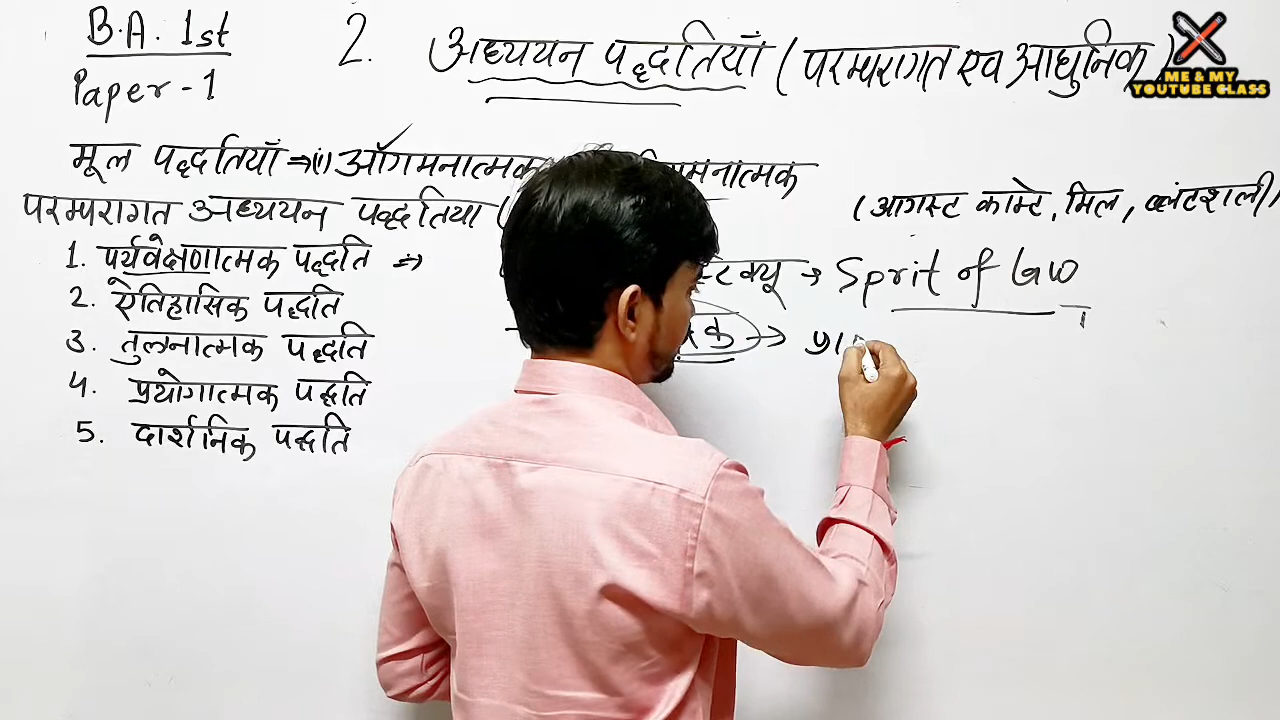 B.A. 1st
Paper - 1
2. अध्ययन पद्धतियाँ (परम्परागत एव आधुनिक)
ME & MY
YOUTUBE CLASS
मूल पद्धतियाँ ⇒ (i) ऑगमनात्मक गमनात्मक
परम्परागत अध्ययन पद्धतिया ( (आगस्ट काम्टे, मिल, ब्लंटशली)
1. पर्यवेक्षणात्मक पद्धति ⇒ स्टक्यू → Sprit of law
2. ऐतिहासिक पद्धति
3. तुलनात्मक पद्धति
4. प्रयोगात्मक पद्धति
5. दार्शनिक पद्धति